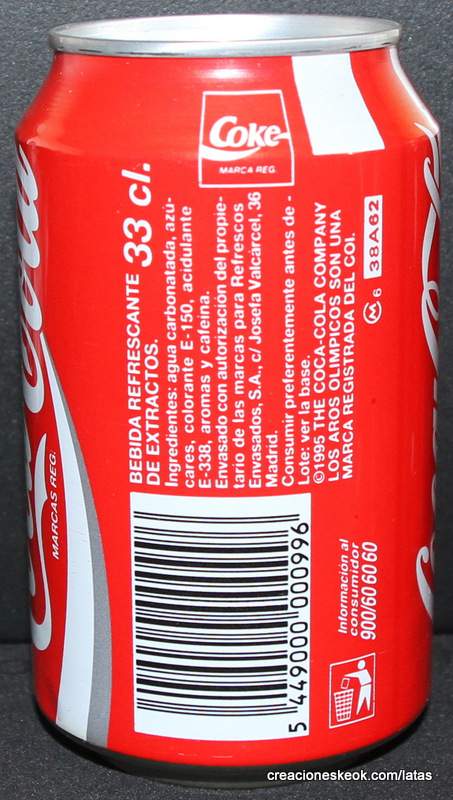 Coke
MARCA REG.
BEBIDA REFRESCANTE
DE EXTRACTOS.
33 cl.
Ingredientes: agua carbonatada, azú-
cares, colorante E-150, acidulante
E-338, aromas y cafeína.
Envasado con autorización del propie-
tario de las marcas para Refrescos
Envasados, S.A., c/ Josefa Valcárcel, 36
Madrid.
Consumir preferentemente antes de -
Lote: ver la base.
©1995 THE COCA-COLA COMPANY
LOS AROS OLIMPICOS SON UNA
MARCA REGISTRADA DEL COI.
M 6 38A62
MARCAS REG.
5 449000 000996
Información al
consumidor
900/60 60 60
creacioneskeok.com/latas